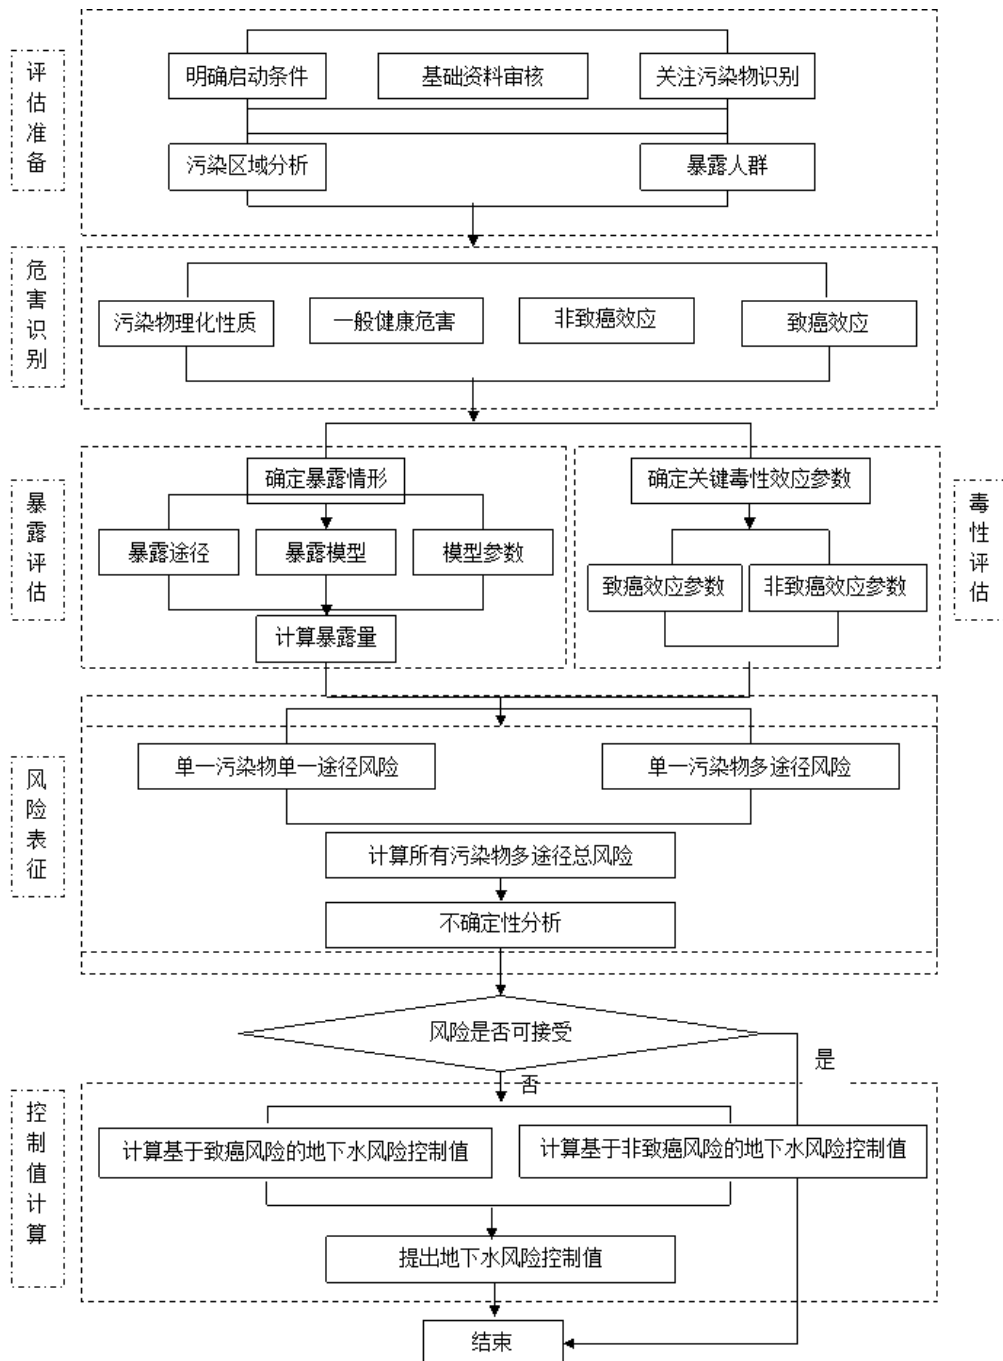 评估准备
明确启动条件
基础资料审核
关注污染物识别
污染区域分析
暴露人群
危害识别
污染物理化性质
一般健康危害
非致癌效应
致癌效应
暴露评估
确定暴露情形
暴露途径
暴露模型
模型参数
计算暴露量
确定关键毒性效应参数
致癌效应参数
非致癌效应参数
毒性评估
风险表征
单一污染物单一途径风险
单一污染物多途径风险
计算所有污染物多途径总风险
不确定性分析
风险是否可接受
是
否
控制值计算
计算基于致癌风险的地下水风险控制值
计算基于非致癌风险的地下水风险控制值
提出地下水风险控制值
结束